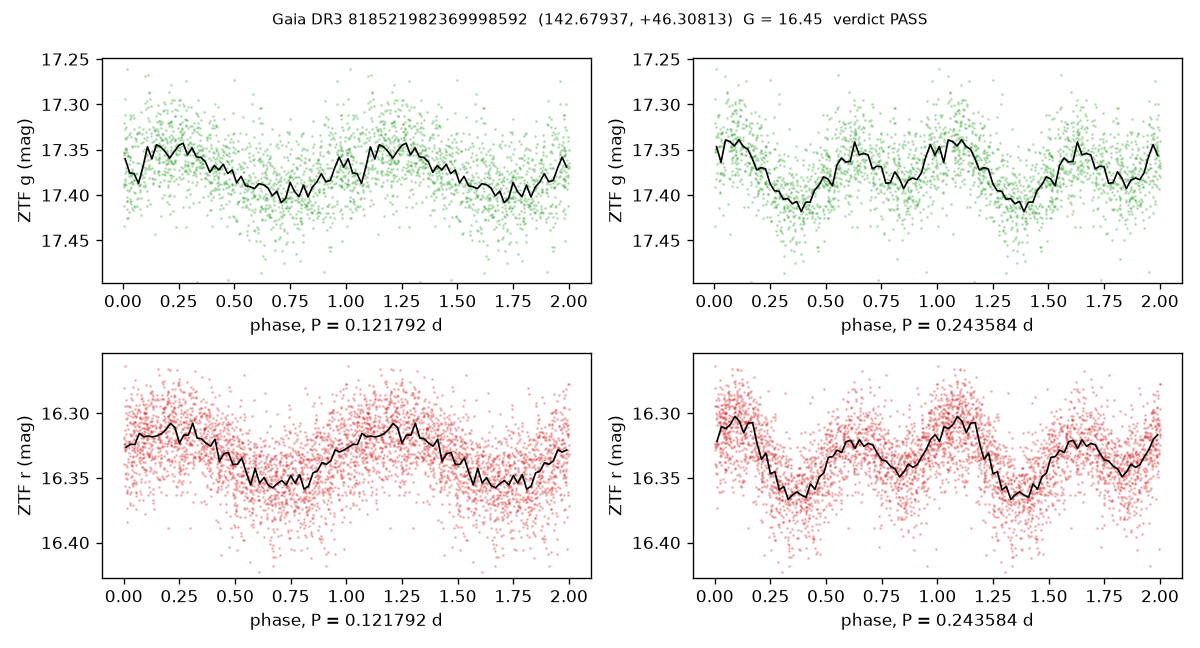 Gaia DR3 818521982369998592 (142.67937, +46.30813) G = 16.45 verdict PASS
17.25
17.30
17.35
17.40
17.45
ZTF g (mag)
0.00 0.25 0.50 0.75 1.00 1.25 1.50 1.75 2.00
phase, P = 0.121792 d
17.25
17.30
17.35
17.40
17.45
ZTF g (mag)
0.00 0.25 0.50 0.75 1.00 1.25 1.50 1.75 2.00
phase, P = 0.243584 d
16.30
16.35
16.40
ZTF r (mag)
0.00 0.25 0.50 0.75 1.00 1.25 1.50 1.75 2.00
phase, P = 0.121792 d
16.30
16.35
16.40
ZTF r (mag)
0.00 0.25 0.50 0.75 1.00 1.25 1.50 1.75 2.00
phase, P = 0.243584 d